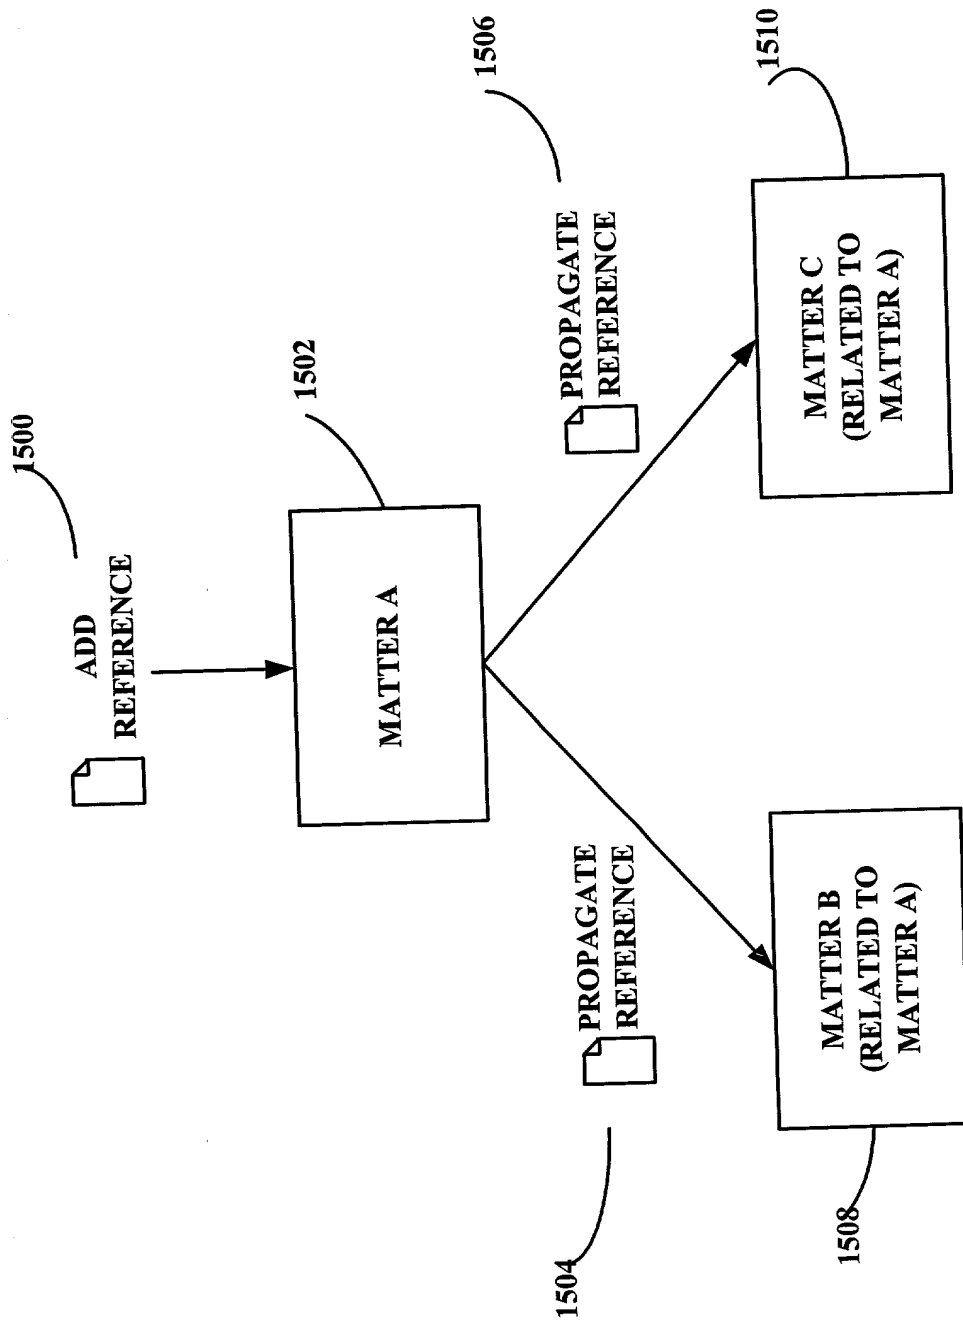 1500
ADD
REFERENCE
1502
MATTER A
1504
PROPAGATE
REFERENCE
1506
PROPAGATE
REFERENCE
1508
MATTER B
(RELATED TO
MATTER A)
1510
MATTER C
(RELATED TO
MATTER A)